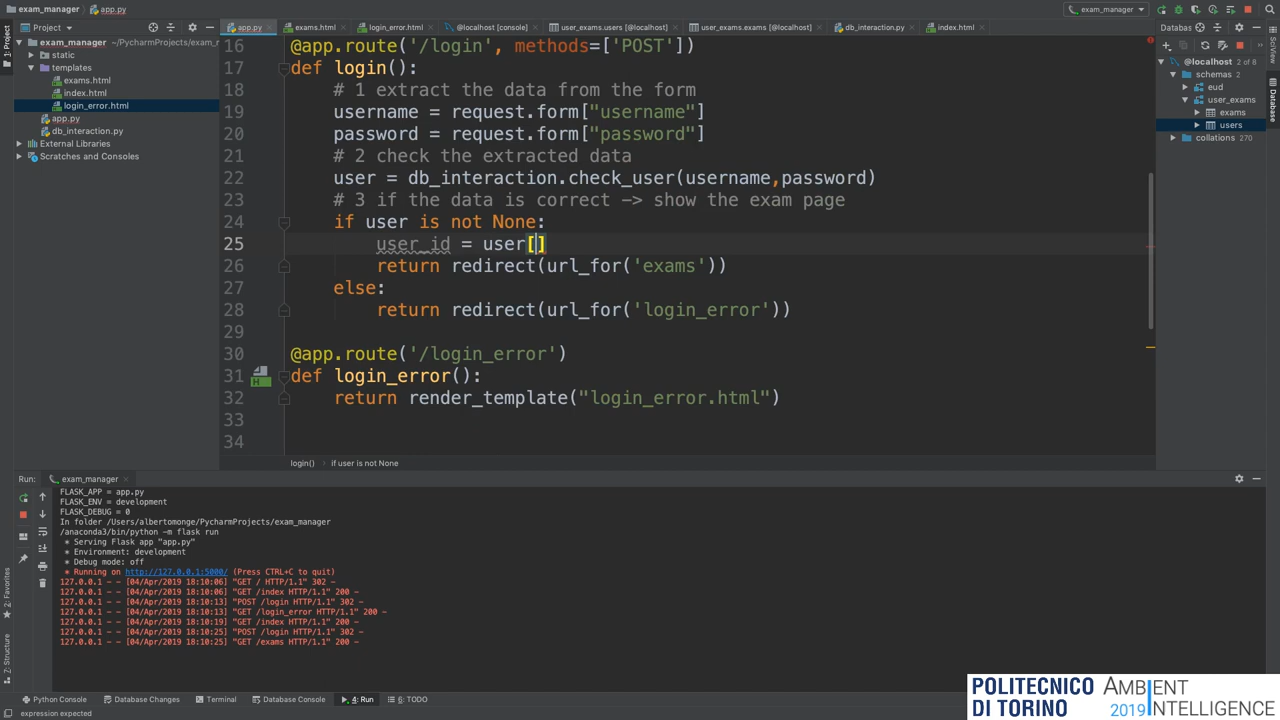 exam_manager
app.py
exam_manager
Project
app.py
exams.html
login_error.html
@localhost [console]
user_exams.users [@localhost]
user_exams.exams [@localhost]
db_interaction.py
index.html
Databas
1: Project
exam_manager ~/PycharmProjects/exam_r
static
templates
exams.html
index.html
login_error.html
app.py
db_interaction.py
External Libraries
Scratches and Consoles
16 @app.route('/login', methods=['POST'])
17 def login():
18 # 1 extract the data from the form
19 username = request.form["username"]
20 password = request.form["password"]
21 # 2 check the extracted data
22 user = db_interaction.check_user(username,password)
23 # 3 if the data is correct -> show the exam page
24 if user is not None:
25 user_id = user[]
26 return redirect(url_for('exams'))
27 else:
28 return redirect(url_for('login_error'))
29
30 @app.route('/login_error')
31 def login_error():
32 return render_template("login_error.html")
33
34
login() › if user is not None
@localhost 2 of 8
schemas 2
eud
user_exams
exams
users
collations 270
SciView
Database
Run: exam_manager
FLASK_APP = app.py
FLASK_ENV = development
FLASK_DEBUG = 0
In folder /Users/albertomonge/PycharmProjects/exam_manager
/anaconda3/bin/python -m flask run
* Serving Flask app "app.py"
* Environment: development
* Debug mode: off
* Running on http://127.0.0.1:5000/ (Press CTRL+C to quit)
127.0.0.1 - - [04/Apr/2019 18:10:06] "GET / HTTP/1.1" 302 -
127.0.0.1 - - [04/Apr/2019 18:10:06] "GET /index HTTP/1.1" 200 -
127.0.0.1 - - [04/Apr/2019 18:10:13] "POST /login HTTP/1.1" 302 -
127.0.0.1 - - [04/Apr/2019 18:10:13] "GET /login_error HTTP/1.1" 200 -
127.0.0.1 - - [04/Apr/2019 18:10:19] "GET /index HTTP/1.1" 200 -
127.0.0.1 - - [04/Apr/2019 18:10:25] "POST /login HTTP/1.1" 302 -
127.0.0.1 - - [04/Apr/2019 18:10:25] "GET /exams HTTP/1.1" 200 -
2: Favorites
Z: Structure
Python Console
Database Changes
Terminal
Database Console
4: Run
6: TODO
expression expected
POLITECNICO
DI TORINO
AMBIENT
2019 INTELLIGENCE